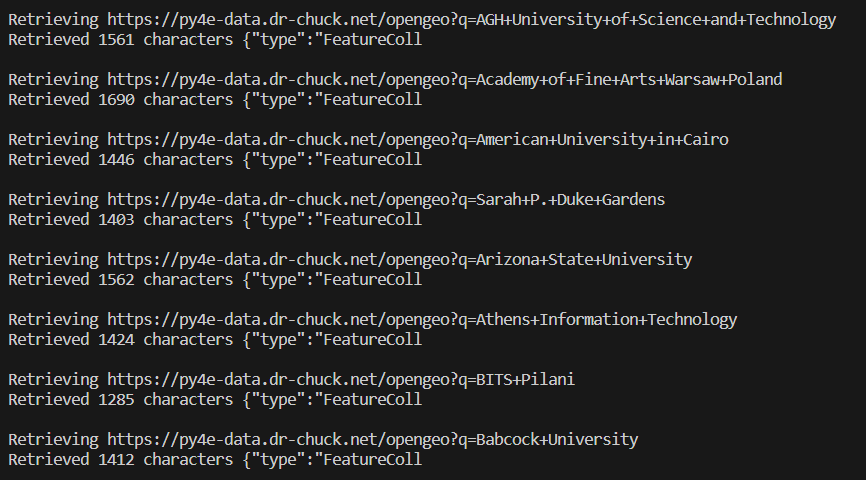 Retrieving https://py4e-data.dr-chuck.net/opengeo?q=AGH+University+of+Science+and+Technology
Retrieved 1561 characters {"type":"FeatureColl
Retrieving https://py4e-data.dr-chuck.net/opengeo?q=Academy+of+Fine+Arts+Warsaw+Poland
Retrieved 1690 characters {"type":"FeatureColl
Retrieving https://py4e-data.dr-chuck.net/opengeo?q=American+University+in+Cairo
Retrieved 1446 characters {"type":"FeatureColl
Retrieving https://py4e-data.dr-chuck.net/opengeo?q=Sarah+P.+Duke+Gardens
Retrieved 1403 characters {"type":"FeatureColl
Retrieving https://py4e-data.dr-chuck.net/opengeo?q=Arizona+State+University
Retrieved 1562 characters {"type":"FeatureColl
Retrieving https://py4e-data.dr-chuck.net/opengeo?q=Athens+Information+Technology
Retrieved 1424 characters {"type":"FeatureColl
Retrieving https://py4e-data.dr-chuck.net/opengeo?q=BITS+Pilani
Retrieved 1285 characters {"type":"FeatureColl
Retrieving https://py4e-data.dr-chuck.net/opengeo?q=Babcock+University
Retrieved 1412 characters {"type":"FeatureColl